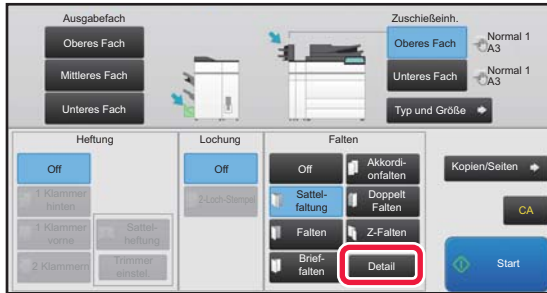 Ausgabefach
Zuschießeinh.
Oberes Fach
Mittleres Fach
Unteres Fach
Oberes Fach
Normal 1
A3
Unteres Fach
Normal 1
A3
Typ und Größe
Heftung
Off
1 Klammer
hinten
1 Klammer
vorne
2 Klammern
Sattel-
heftung
Trimmer
einstel.
Lochung
Off
2-Loch-Stempel
Falten
Off
Akkordi-
onfalten
Sattel-
faltung
Doppelt
Falten
Falten
Z-Falten
Brief-
falten
Detail
Kopien/Seiten
CA
Start